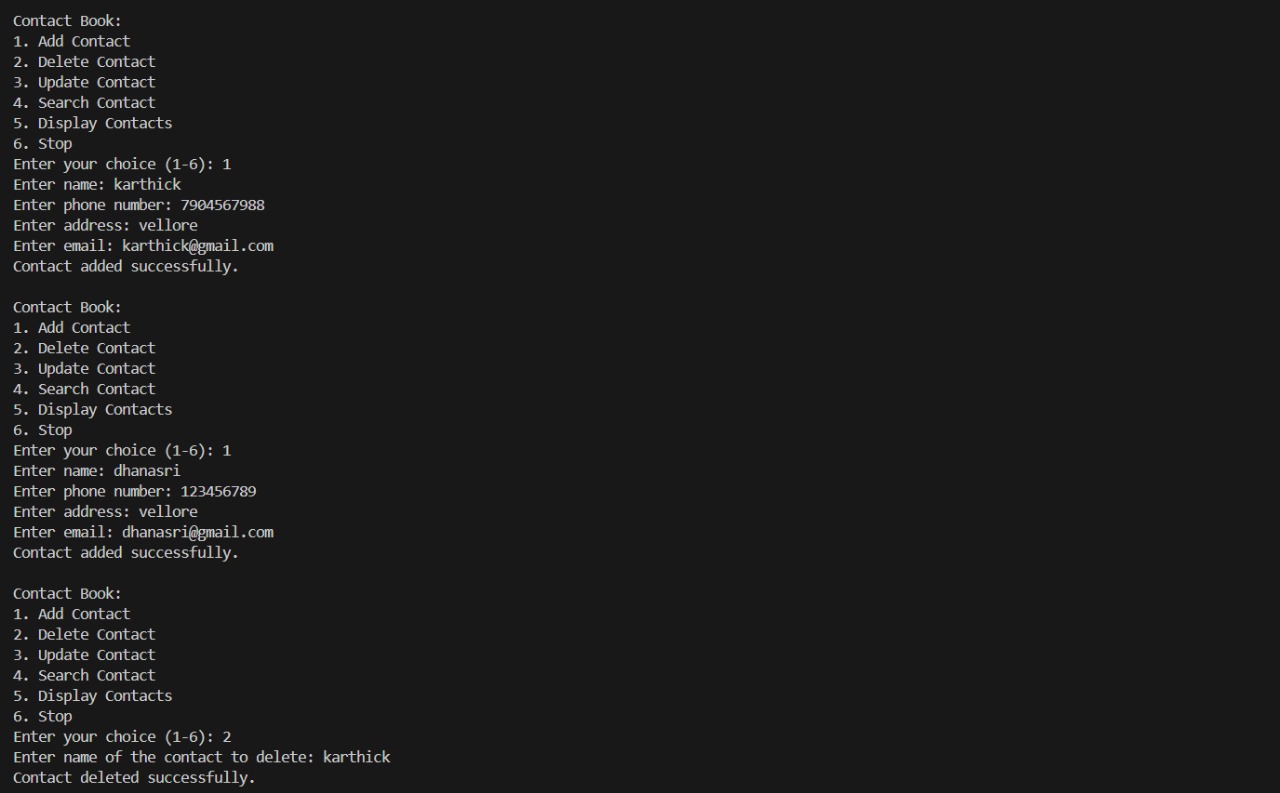 Contact Book:
1. Add Contact
2. Delete Contact
3. Update Contact
4. Search Contact
5. Display Contacts
6. Stop
Enter your choice (1-6): 1
Enter name: karthick
Enter phone number: 7904567988
Enter address: vellore
Enter email: karthick@gmail.com
Contact added successfully.

Contact Book:
1. Add Contact
2. Delete Contact
3. Update Contact
4. Search Contact
5. Display Contacts
6. Stop
Enter your choice (1-6): 1
Enter name: dhanasri
Enter phone number: 123456789
Enter address: vellore
Enter email: dhanasri@gmail.com
Contact added successfully.

Contact Book:
1. Add Contact
2. Delete Contact
3. Update Contact
4. Search Contact
5. Display Contacts
6. Stop
Enter your choice (1-6): 2
Enter name of the contact to delete: karthick
Contact deleted successfully.